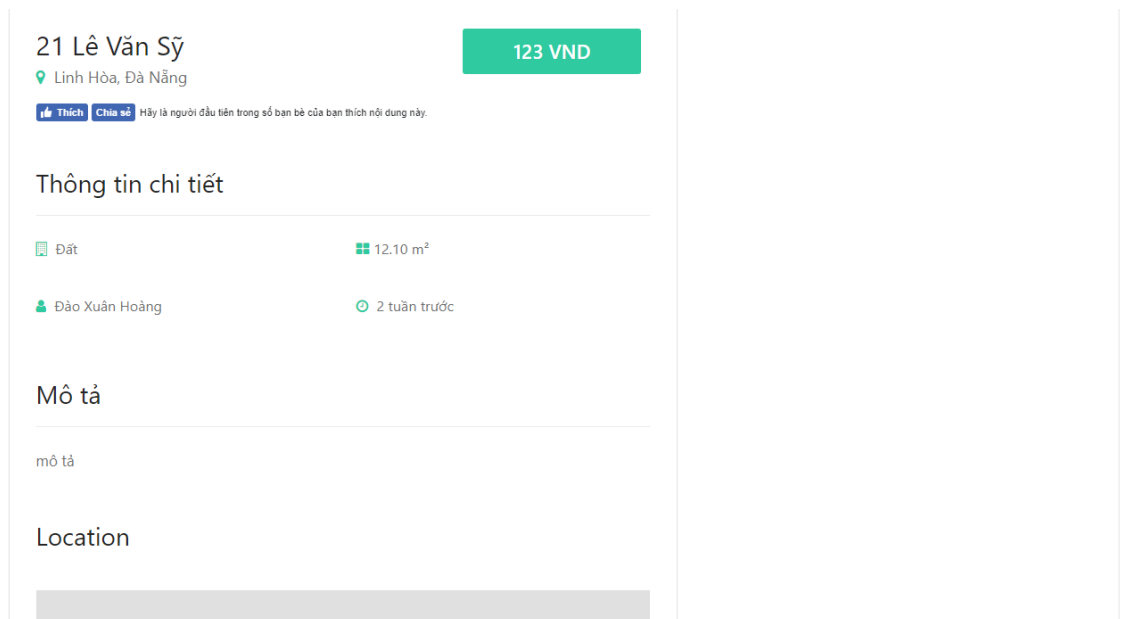 21 Lê Văn Sỹ
123 VND
Linh Hòa, Đà Nẵng
Thích Chia sẻ Hãy là người đầu tiên trong số bạn bè của bạn thích nội dung này.
Thông tin chi tiết
Đất
12.10 m²
Đào Xuân Hoàng
2 tuần trước
Mô tả
mô tả
Location